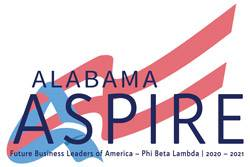 ALABAMA
ASPIRE
Future Business Leaders of America – Phi Beta Lambda | 2020 – 2021